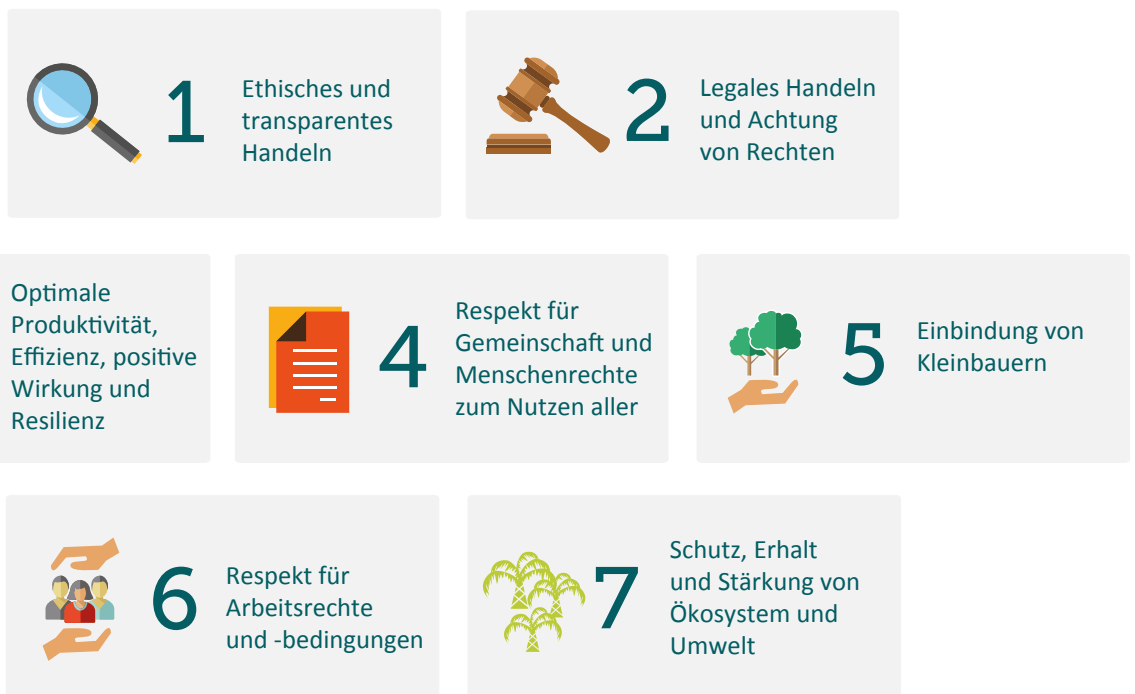 1
Ethisches und
transparentes
Handeln
2
Legales Handeln
und Achtung
von Rechten
Optimale
Produktivität,
Effizienz, positive
Wirkung und
Resilienz
4
Respekt für
Gemeinschaft und
Menschenrechte
zum Nutzen aller
5
Einbindung von
Kleinbauern
6
Respekt für
Arbeitsrechte
und -bedingungen
7
Schutz, Erhalt
und Stärkung von
Ökosystem und
Umwelt